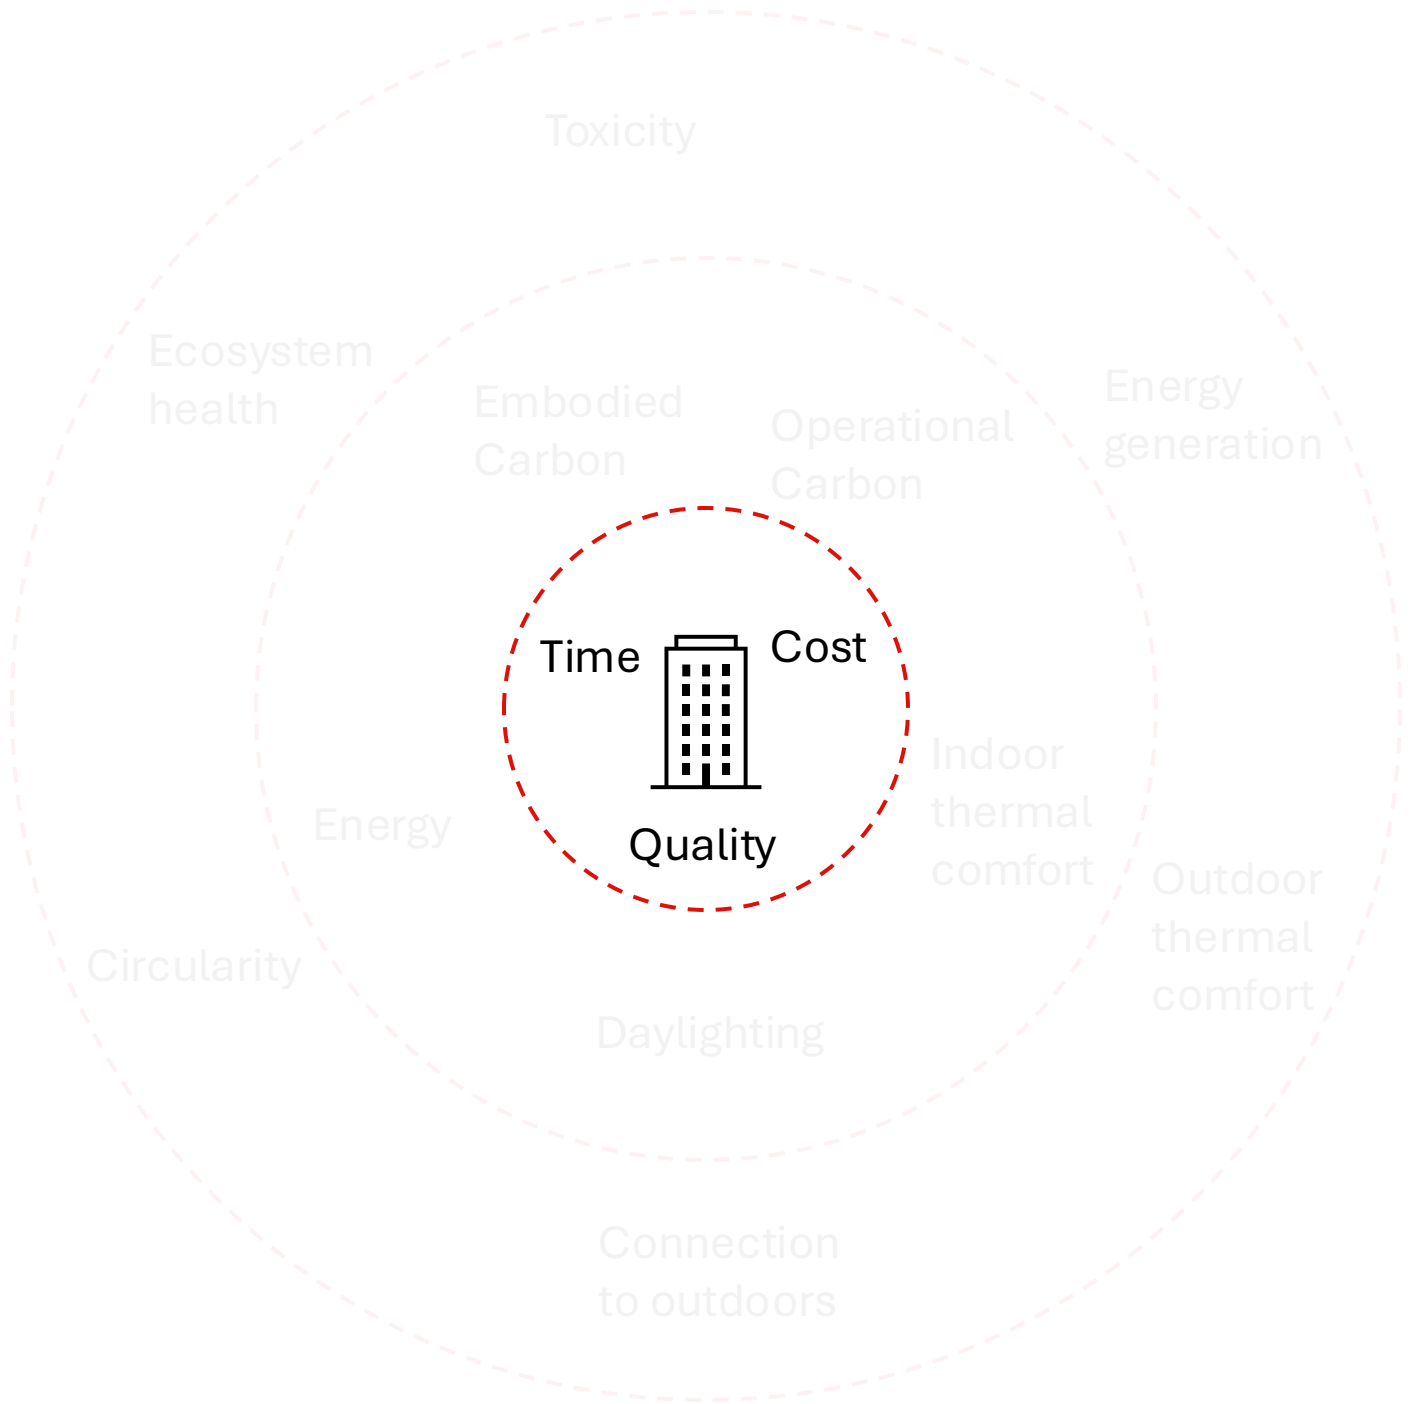 Toxicity
Ecosystem
health
Embodied
Carbon
Operational
Carbon
Energy
generation
Time
Cost
Quality
Indoor
thermal
comfort
Energy
Outdoor
thermal
comfort
Circularity
Daylighting
Connection
to outdoors